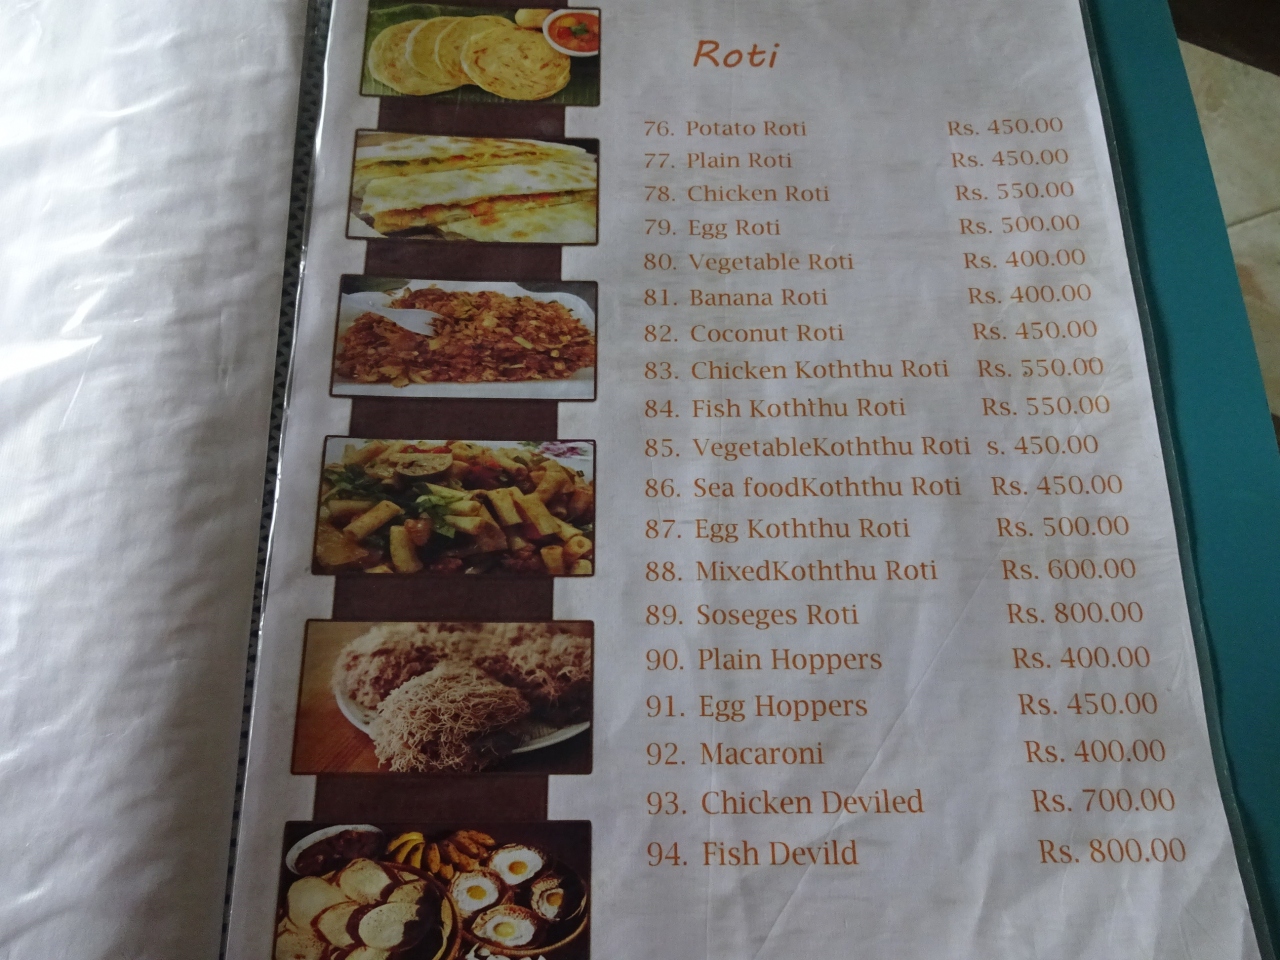 Roti
76. Potato Roti Rs. 450.00
77. Plain Roti Rs. 450.00
78. Chicken Roti Rs. 550.00
79. Egg Roti Rs. 500.00
80. Vegetable Roti Rs. 400.00
81. Banana Roti Rs. 400.00
82. Coconut Roti Rs. 450.00
83. Chicken Koththu Roti Rs. 550.00
84. Fish Koththu Roti Rs. 550.00
85. VegetableKoththu Roti s. 450.00
86. Sea foodKoththu Roti Rs. 450.00
87. Egg Koththu Roti Rs. 500.00
88. MixedKoththu Roti Rs. 600.00
89. Soseges Roti Rs. 800.00
90. Plain Hoppers Rs. 400.00
91. Egg Hoppers Rs. 450.00
92. Macaroni Rs. 400.00
93. Chicken Deviled Rs. 700.00
94. Fish Devild Rs. 800.00